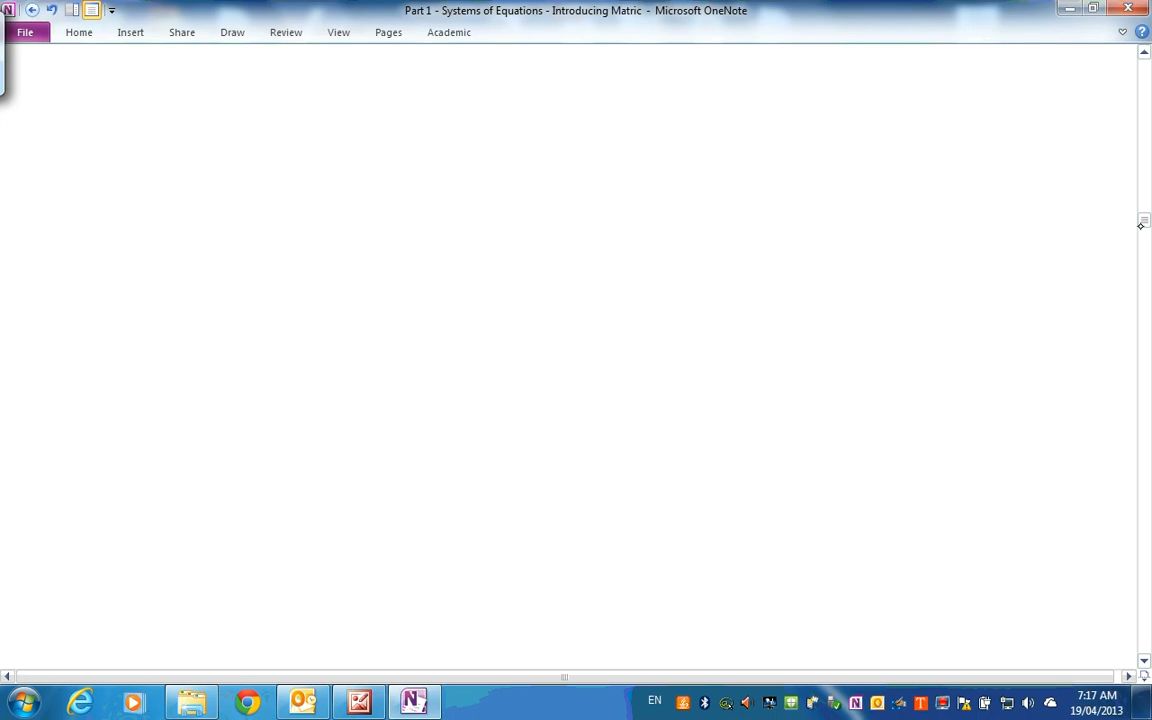 Part 1 - Systems of Equations - Introducing Matric - Microsoft OneNote
File Home Insert Share Draw Review View Pages Academic
EN
7:17 AM
19/04/2013